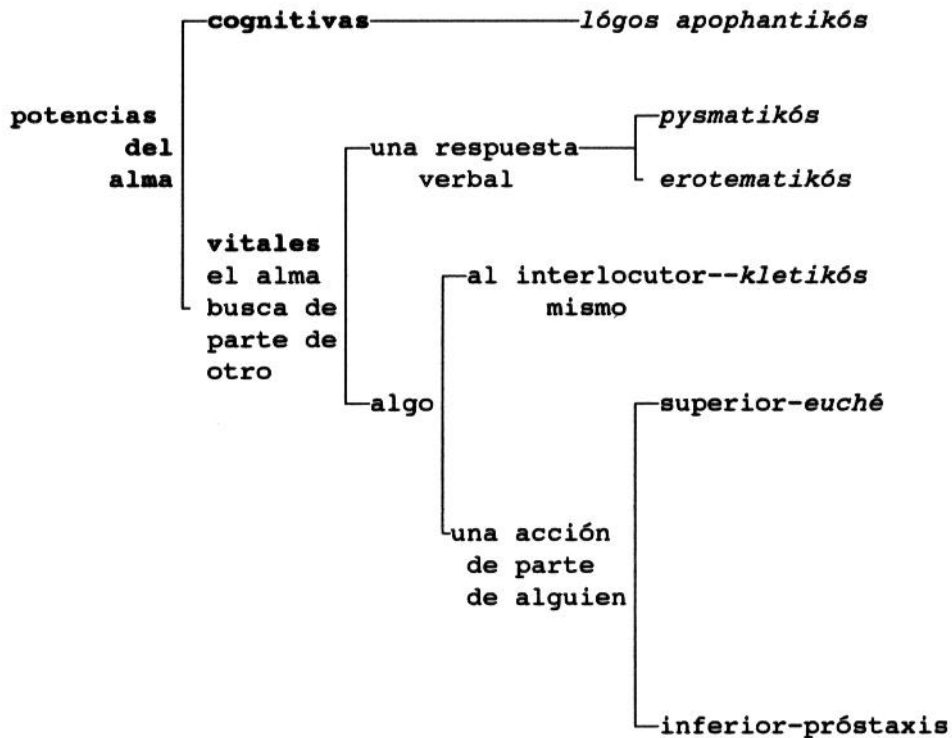 cognitivas lógos apophantikós
potencias
del
alma
pysmatikós
una respuesta
verbal
erotematikós
vitales
el alma
busca de
parte de
otro
al interlocutor--kletikós
mismo
algo
superior-euché
una acción
de parte
de alguien
inferior-próstaxis